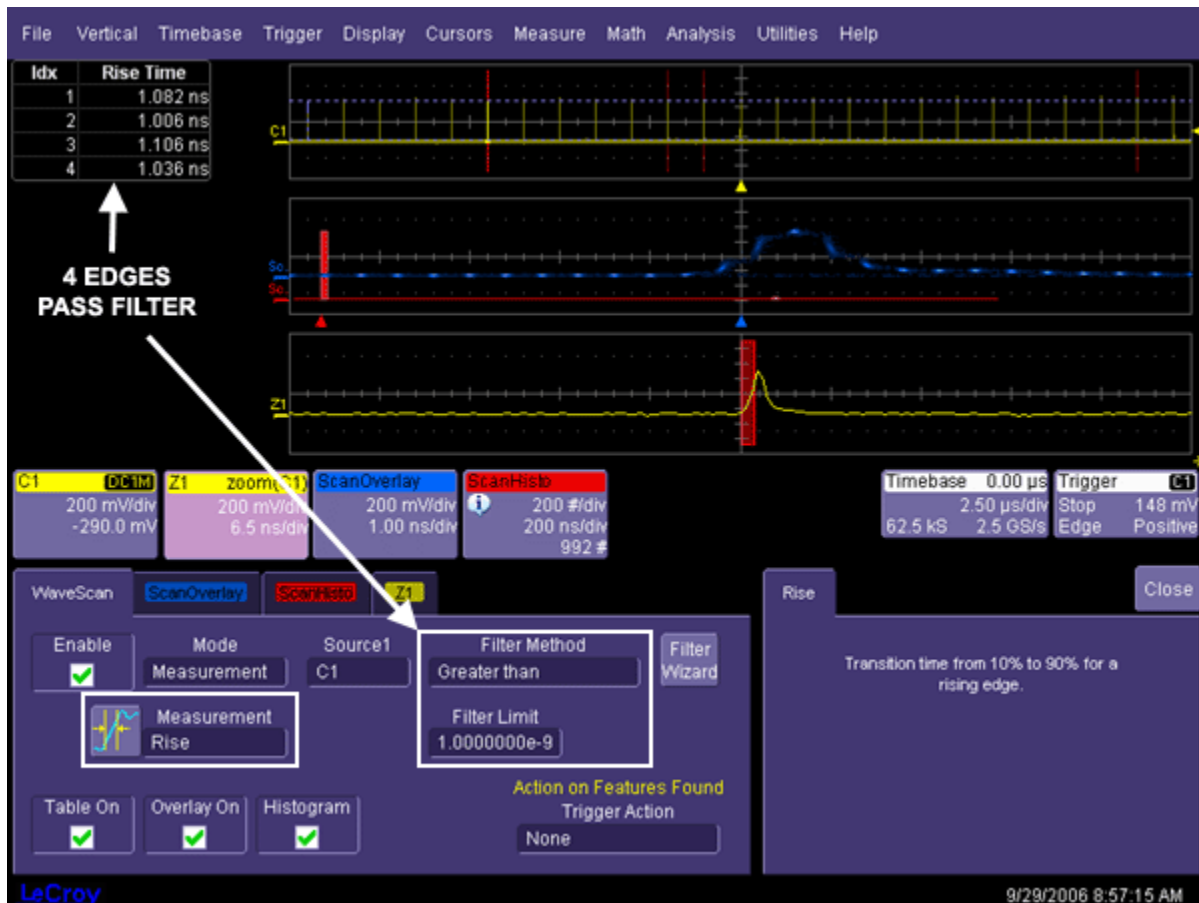 File Vertical Timebase Trigger Display Cursors Measure Math Analysis Utilities Help
Idx Rise Time
1 1.082 ns
2 1.006 ns
3 1.106 ns
4 1.036 ns
C1
4 EDGES
PASS FILTER
Sc..
Sc..
Z1
C1 DC1M
200 mV/div
-290.0 mV
Z1 zoom(C1)
200 mV/div
6.5 ns/div
ScanOverlay
200 mV/div
1.00 ns/div
ScanHisto
200 #/div
200 ns/div
992 #
Timebase 0.00 µs
2.50 µs/div
62.5 kS 2.5 GS/s
Trigger C1
Stop 148 mV
Edge Positive
WaveScan ScanOverlay ScanHisto Z1
Enable
Mode
Measurement
Source1
C1
Filter Method
Greater than
Filter
Wizard
Measurement
Rise
Filter Limit
1.0000000e-9
Table On
Overlay On
Histogram
Action on Features Found
Trigger Action
None
Rise
Close
Transition time from 10% to 90% for a
rising edge.
LeCroy
9/29/2006 8:57:15 AM